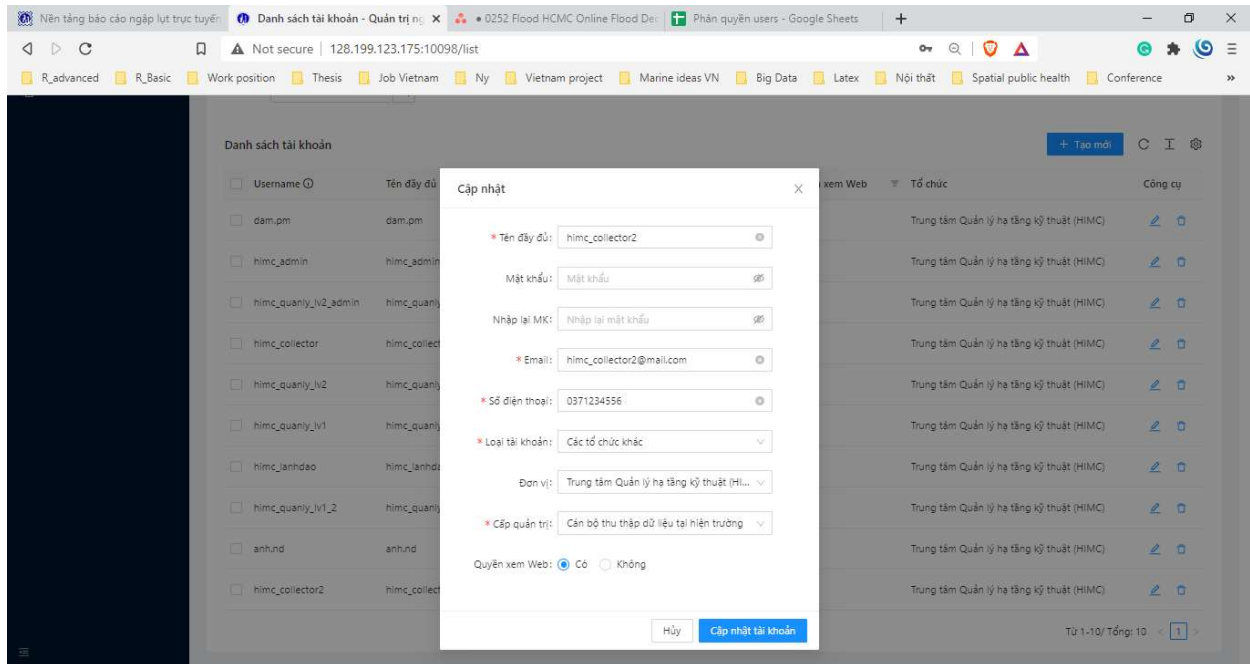 Nền tảng báo cáo ngập lụt trực tuyến
Danh sách tài khoản - Quản trị ng
• 0252 Flood HCMC Online Flood Dec
Phân quyền users - Google Sheets
Not secure | 128.199.123.175:10098/list
R_advanced R_Basic Work position Thesis Job Vietnam Ny Vietnam project Marine ideas VN Big Data Latex Nội thất Spatial public health Conference »
Danh sách tài khoản + Tạo mới
Username Tên đầy đủ xem Web Tổ chức Công cụ
dam.pm dam.pm Trung tâm Quản lý hạ tầng kỹ thuật (HIMC)
himc_admin himc_admin Trung tâm Quản lý hạ tầng kỹ thuật (HIMC)
himc_quanly_lv2_admin himc_quanly Trung tâm Quản lý hạ tầng kỹ thuật (HIMC)
himc_collector himc_collect Trung tâm Quản lý hạ tầng kỹ thuật (HIMC)
himc_quanly_lv2 himc_quanly Trung tâm Quản lý hạ tầng kỹ thuật (HIMC)
himc_quanly_lv1 himc_quanly Trung tâm Quản lý hạ tầng kỹ thuật (HIMC)
himc_lanhdao himc_lanhda Trung tâm Quản lý hạ tầng kỹ thuật (HIMC)
himc_quanly_lv1_2 himc_quanly Trung tâm Quản lý hạ tầng kỹ thuật (HIMC)
anh.nd anh.nd Trung tâm Quản lý hạ tầng kỹ thuật (HIMC)
himc_collector2 himc_collect Trung tâm Quản lý hạ tầng kỹ thuật (HIMC)
Từ 1-10/ Tổng: 10 < 1 >
Cập nhật
* Tên đầy đủ: himc_collector2
Mật khẩu: Mật khẩu
Nhập lại MK: Nhập lại mật khẩu
* Email: himc_collector2@mail.com
* Số điện thoại: 0371234556
* Loại tài khoản: Các tổ chức khác
Đơn vị: Trung tâm Quản lý hạ tầng kỹ thuật (HI...
* Cấp quản trị: Cán bộ thu thập dữ liệu tại hiện trường
Quyền xem Web: Có Không
Hủy Cập nhật tài khoản